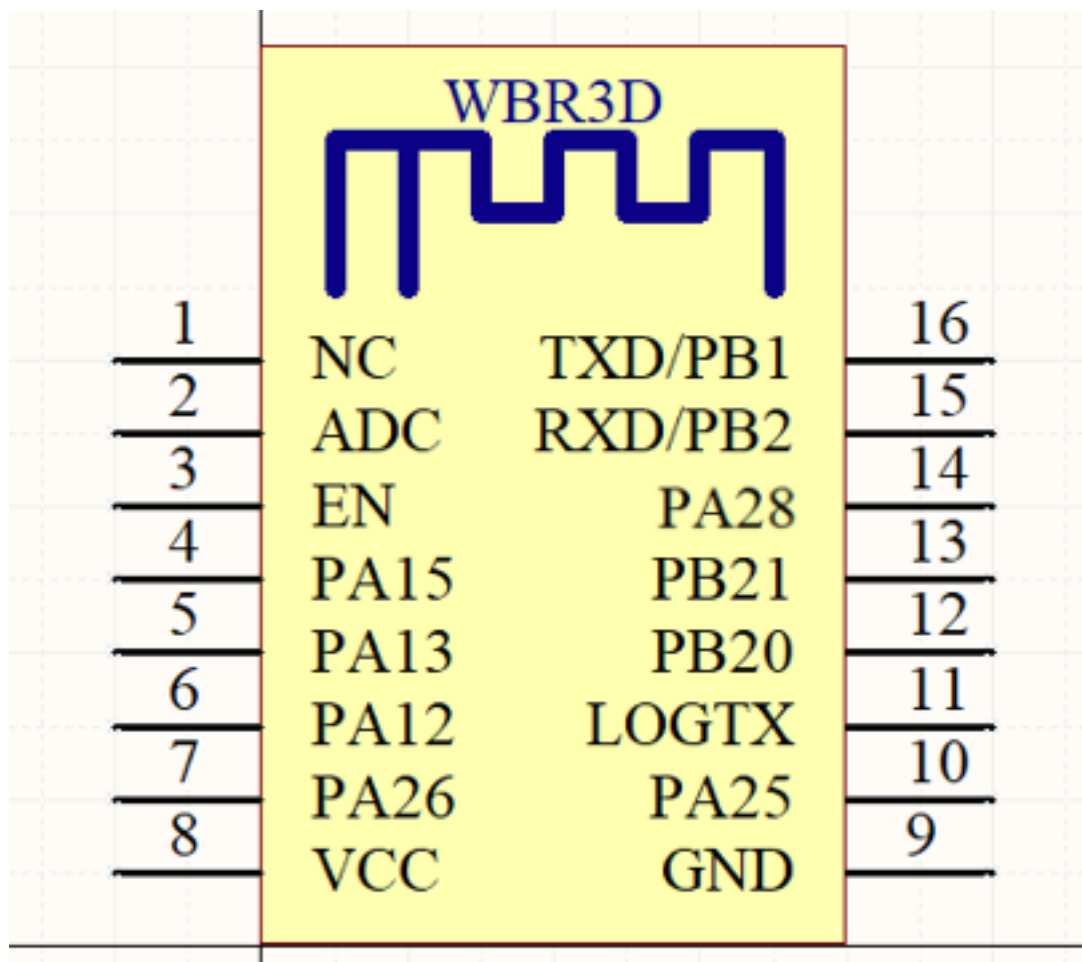 WBR3D
1 NC TXD/PB1 16
2 ADC RXD/PB2 15
3 EN PA28 14
4 PA15 PB21 13
5 PA13 PB20 12
6 PA12 LOGTX 11
7 PA26 PA25 10
8 VCC GND 9